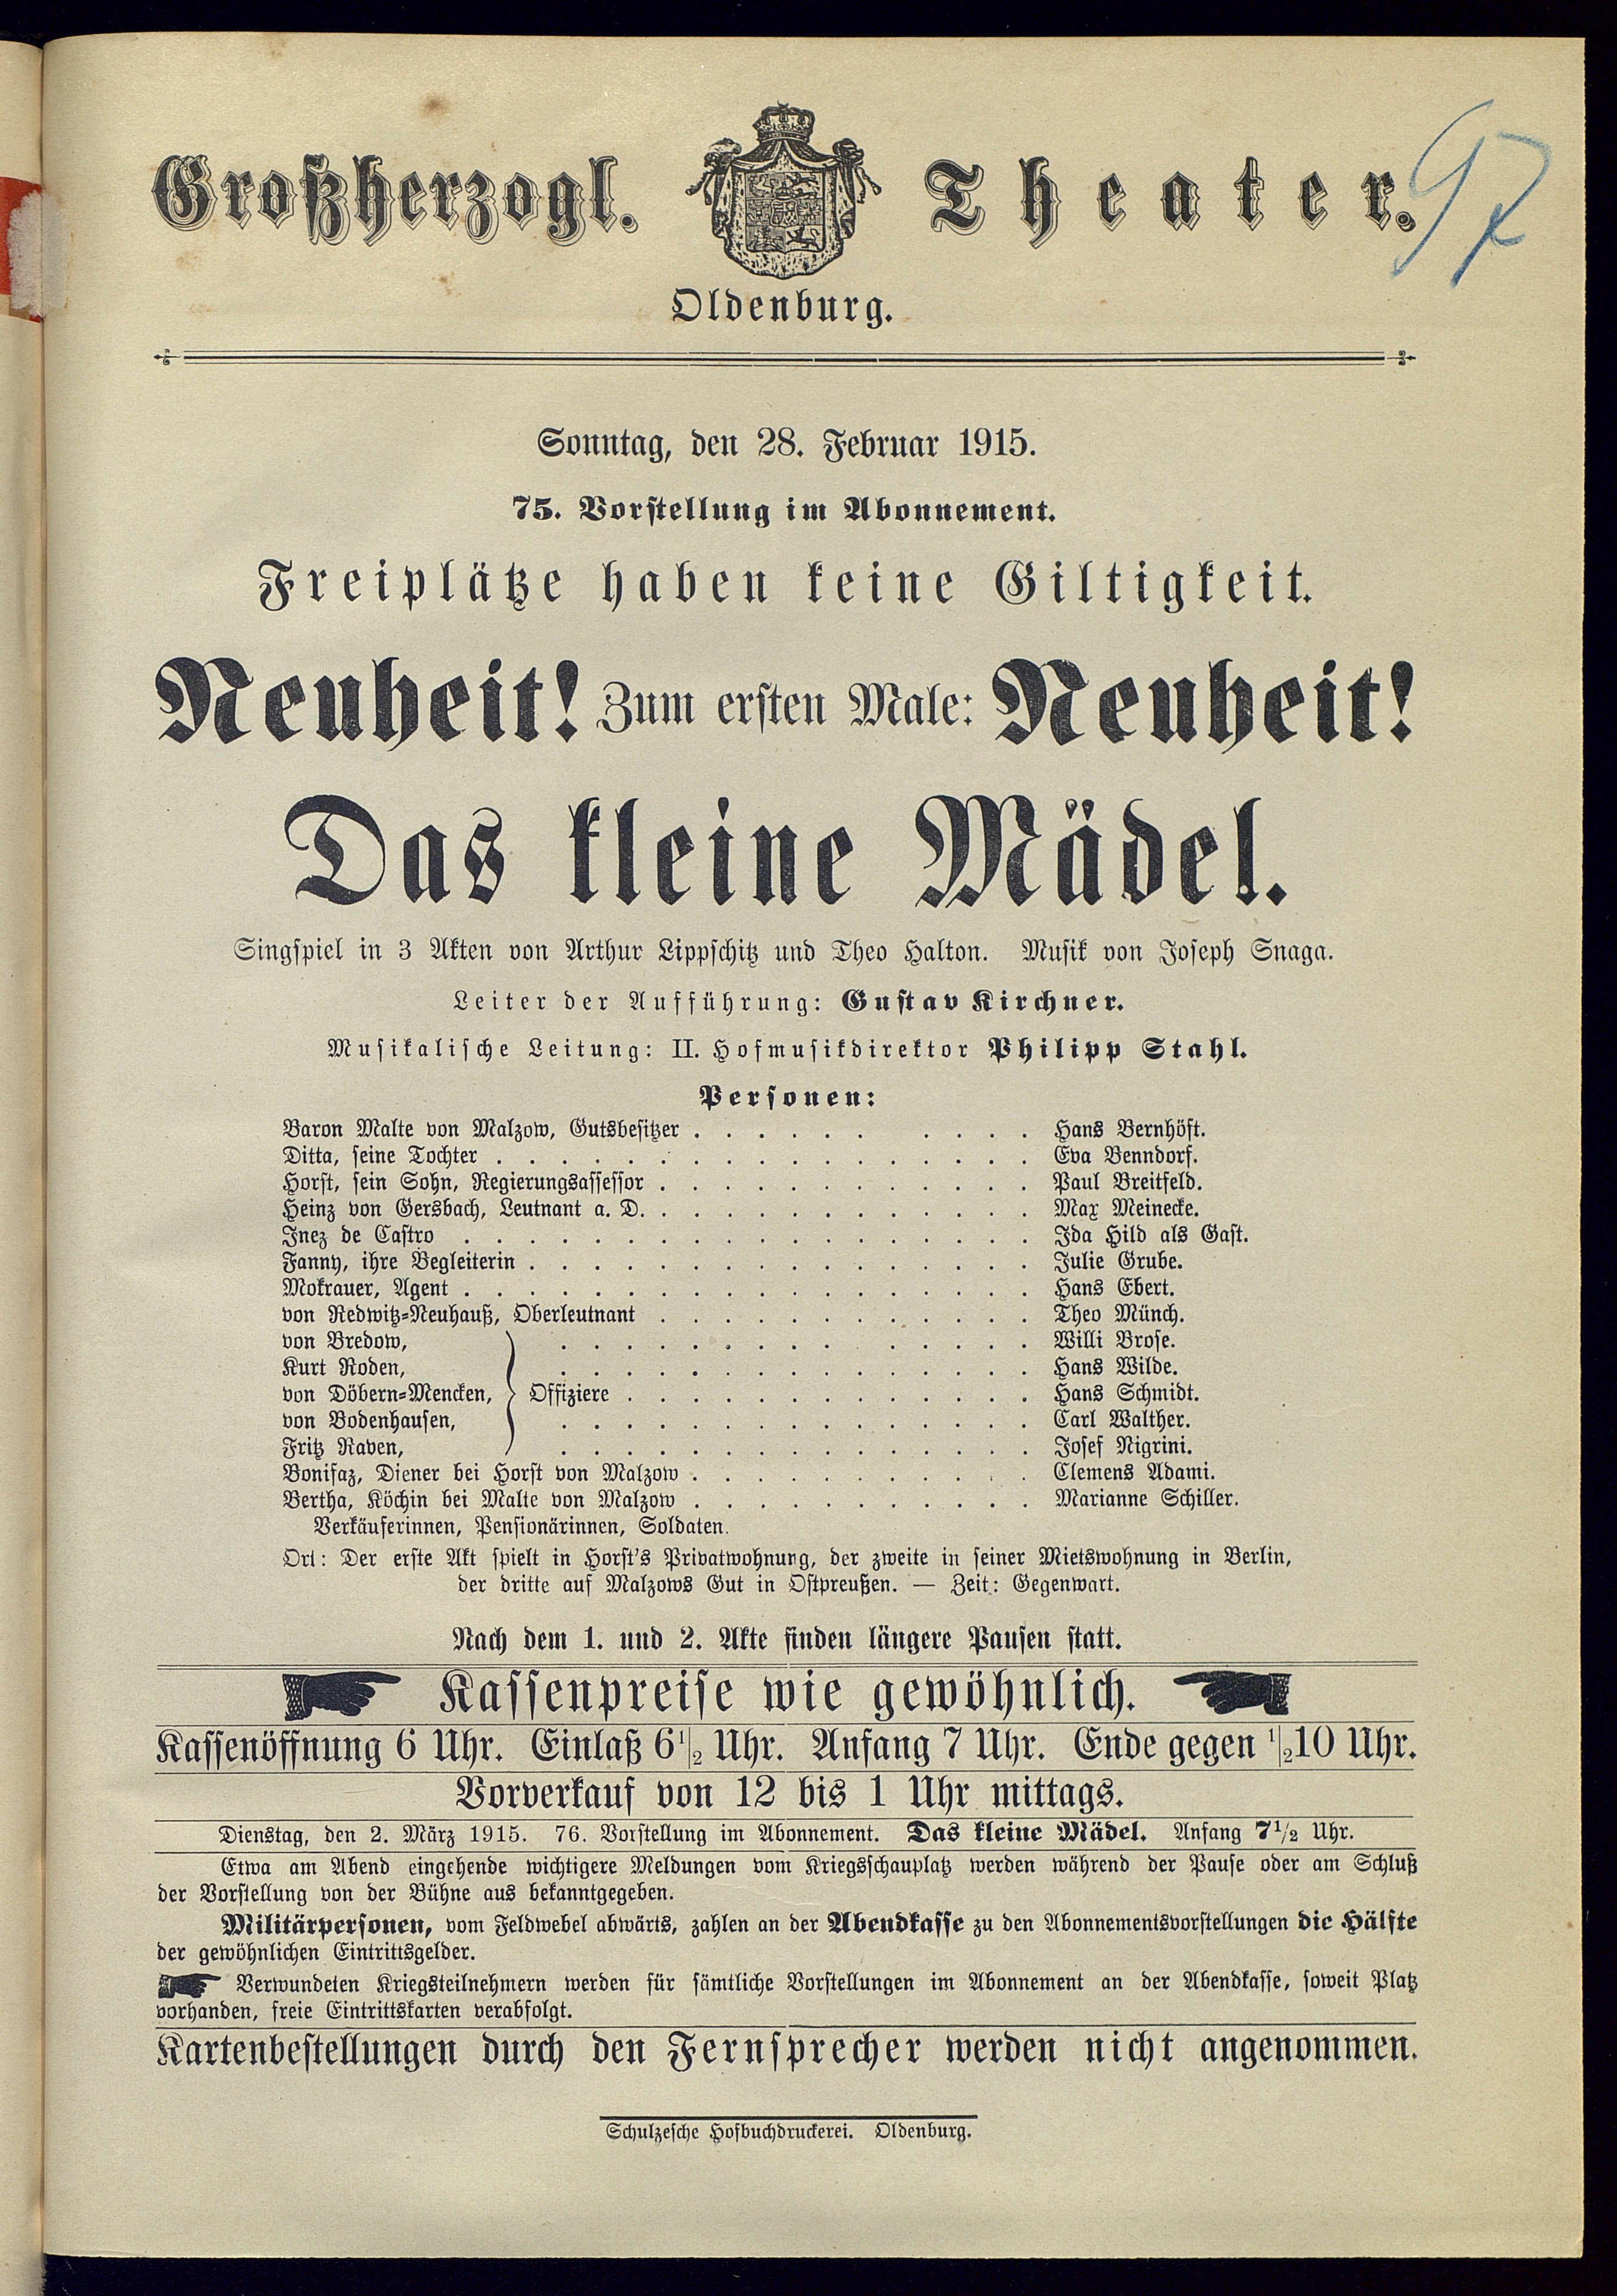 Großherzogl. Theater.
97
Oldenburg.
Sonntag, den 28. Februar 1915.
75. Vorstellung im Abonnement.
Freiplätze haben keine Giltigkeit.
Neuheit! Zum ersten Male: Neuheit!
Das kleine Mädel.
Singspiel in 3 Akten von Arthur Lippschitz und Theo Halton. Musik von Joseph Snaga.
Leiter der Aufführung: Gustav Kirchner.
Musikalische Leitung: II. Hofmusikdirektor Philipp Stahl.
Personen:
Baron Malte von Malzow, Gutsbesitzer . . . . . . . . . . Hans Bernhöft.
Ditta, seine Tochter . . . . . . . . . . . . . . . . . Eva Benndorf.
Horst, sein Sohn, Regierungsassessor . . . . . . . . . . . . Paul Breitfeld.
Heinz von Gersbach, Leutnant a. D. . . . . . . . . . . . . Max Meinecke.
Inez de Castro . . . . . . . . . . . . . . . . . . Ida Hild als Gast.
Fanny, ihre Begleiterin . . . . . . . . . . . . . . . . Julie Grube.
Mokrauer, Agent . . . . . . . . . . . . . . . . . . Hans Ebert.
von Redwitz-Neuhauß, Oberleutnant . . . . . . . . . . . . Theo Münch.
von Bredow, . . . . . . . . . . . . . . . Willi Brose.
Kurt Roden, . . . . . . . . . . . . . . . Hans Wilde.
von Döbern-Mencken, } Offiziere . . . . . . . . . . . . . Hans Schmidt.
von Bodenhausen, . . . . . . . . . . . . . . . Carl Walther.
Fritz Raven, . . . . . . . . . . . . . . . Josef Nigrini.
Bonifaz, Diener bei Horst von Malzow . . . . . . . . . . . Clemens Adami.
Bertha, Köchin bei Malte von Malzow . . . . . . . . . . . Marianne Schiller.
Verkäuferinnen, Pensionärinnen, Soldaten.
Ort: Der erste Akt spielt in Horst's Privatwohnung, der zweite in seiner Mietswohnung in Berlin,
der dritte auf Malzows Gut in Ostpreußen. — Zeit: Gegenwart.
Nach dem 1. und 2. Akte finden längere Pausen statt.
Kassenpreise wie gewöhnlich.
Kassenöffnung 6 Uhr. Einlaß 6 1/2 Uhr. Anfang 7 Uhr. Ende gegen 1/2 10 Uhr.
Vorverkauf von 12 bis 1 Uhr mittags.
Dienstag, den 2. März 1915. 76. Vorstellung im Abonnement. Das kleine Mädel. Anfang 7 1/2 Uhr.
Etwa am Abend eingehende wichtigere Meldungen vom Kriegsschauplatz werden während der Pause oder am Schluß
der Vorstellung von der Bühne aus bekanntgegeben.
Militärpersonen, vom Feldwebel abwärts, zahlen an der Abendkasse zu den Abonnementsvorstellungen die Hälfte
der gewöhnlichen Eintrittsgelder.
Verwundeten Kriegsteilnehmern werden für sämtliche Vorstellungen im Abonnement an der Abendkasse, soweit Platz
vorhanden, freie Eintrittskarten verabfolgt.
Kartenbestellungen durch den Fernsprecher werden nicht angenommen.
Schulzesche Hofbuchdruckerei. Oldenburg.